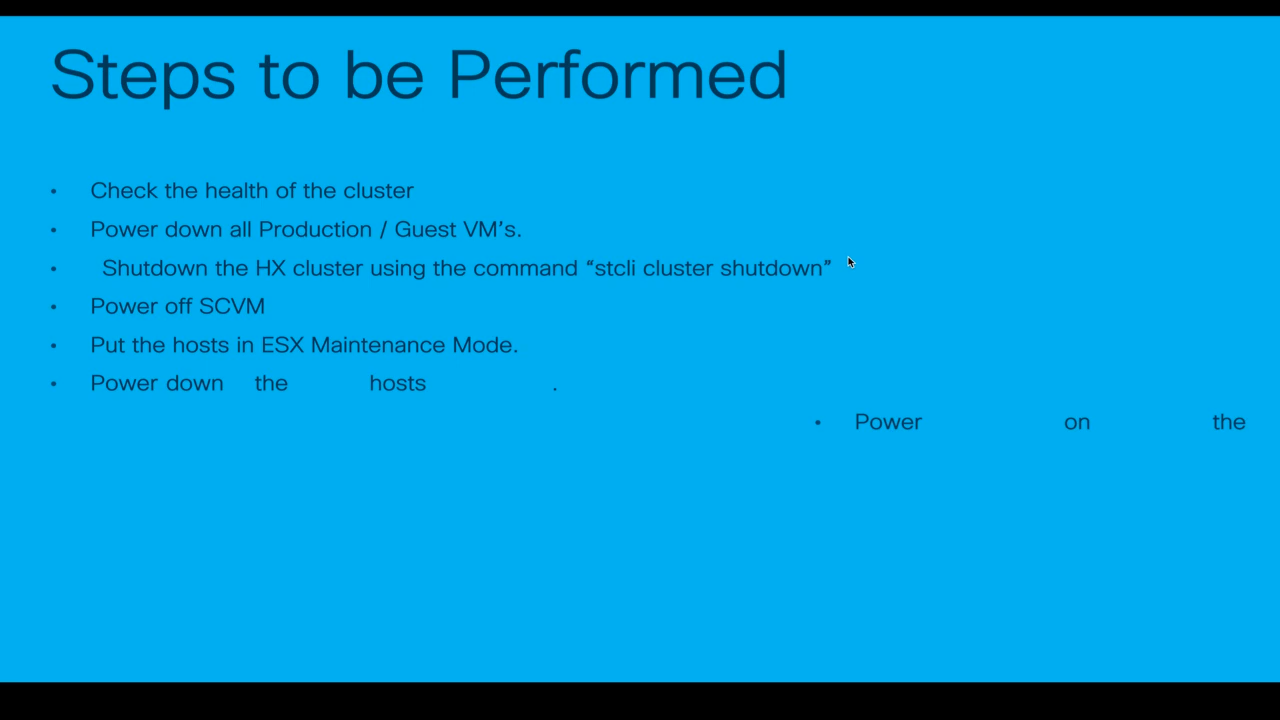 Steps to be Performed
• Check the health of the cluster
• Power down all Production / Guest VM’s.
• Shutdown the HX cluster using the command “stcli cluster shutdown”
• Power off SCVM
• Put the hosts in ESX Maintenance Mode.
• Power down the hosts .
• Power on the